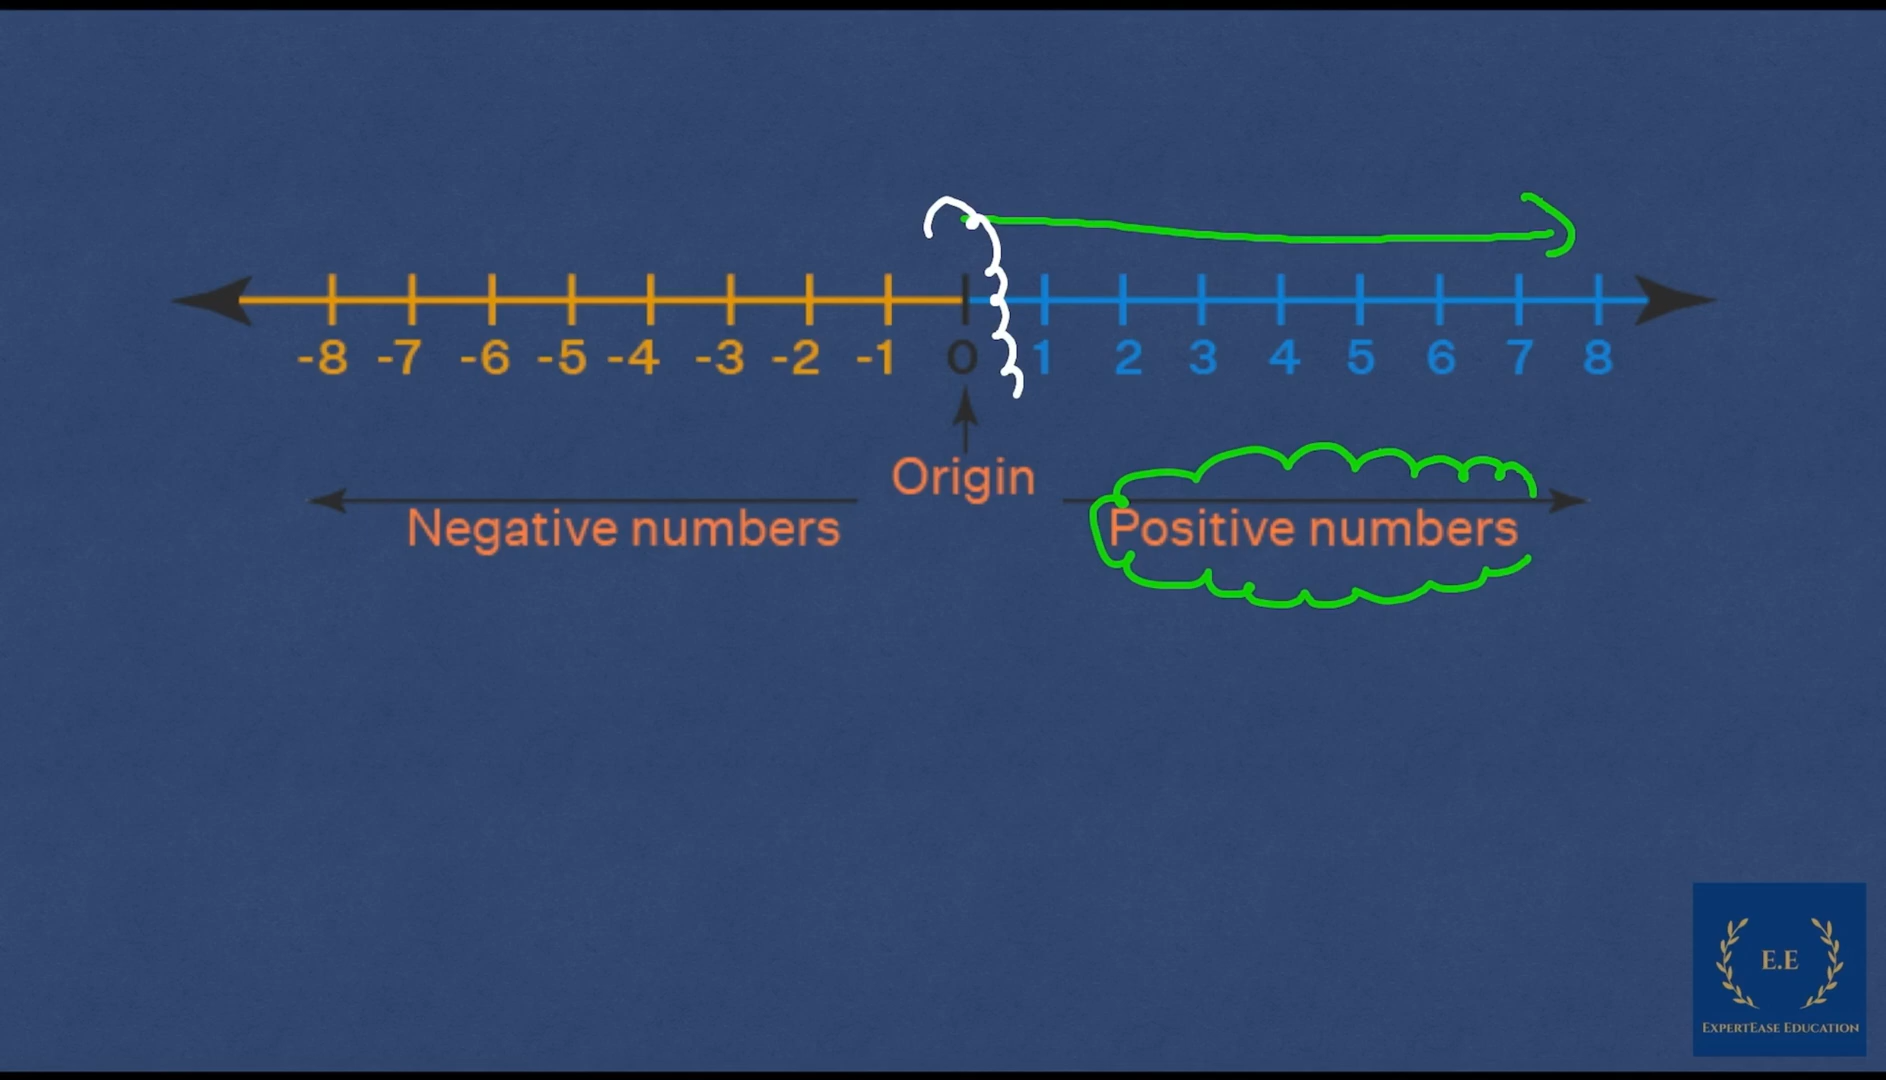 -8 -7 -6 -5 -4 -3 -2 -1 0 1 2 3 4 5 6 7 8
Origin
Negative numbers Positive numbers
E.E
ExpertEase Education